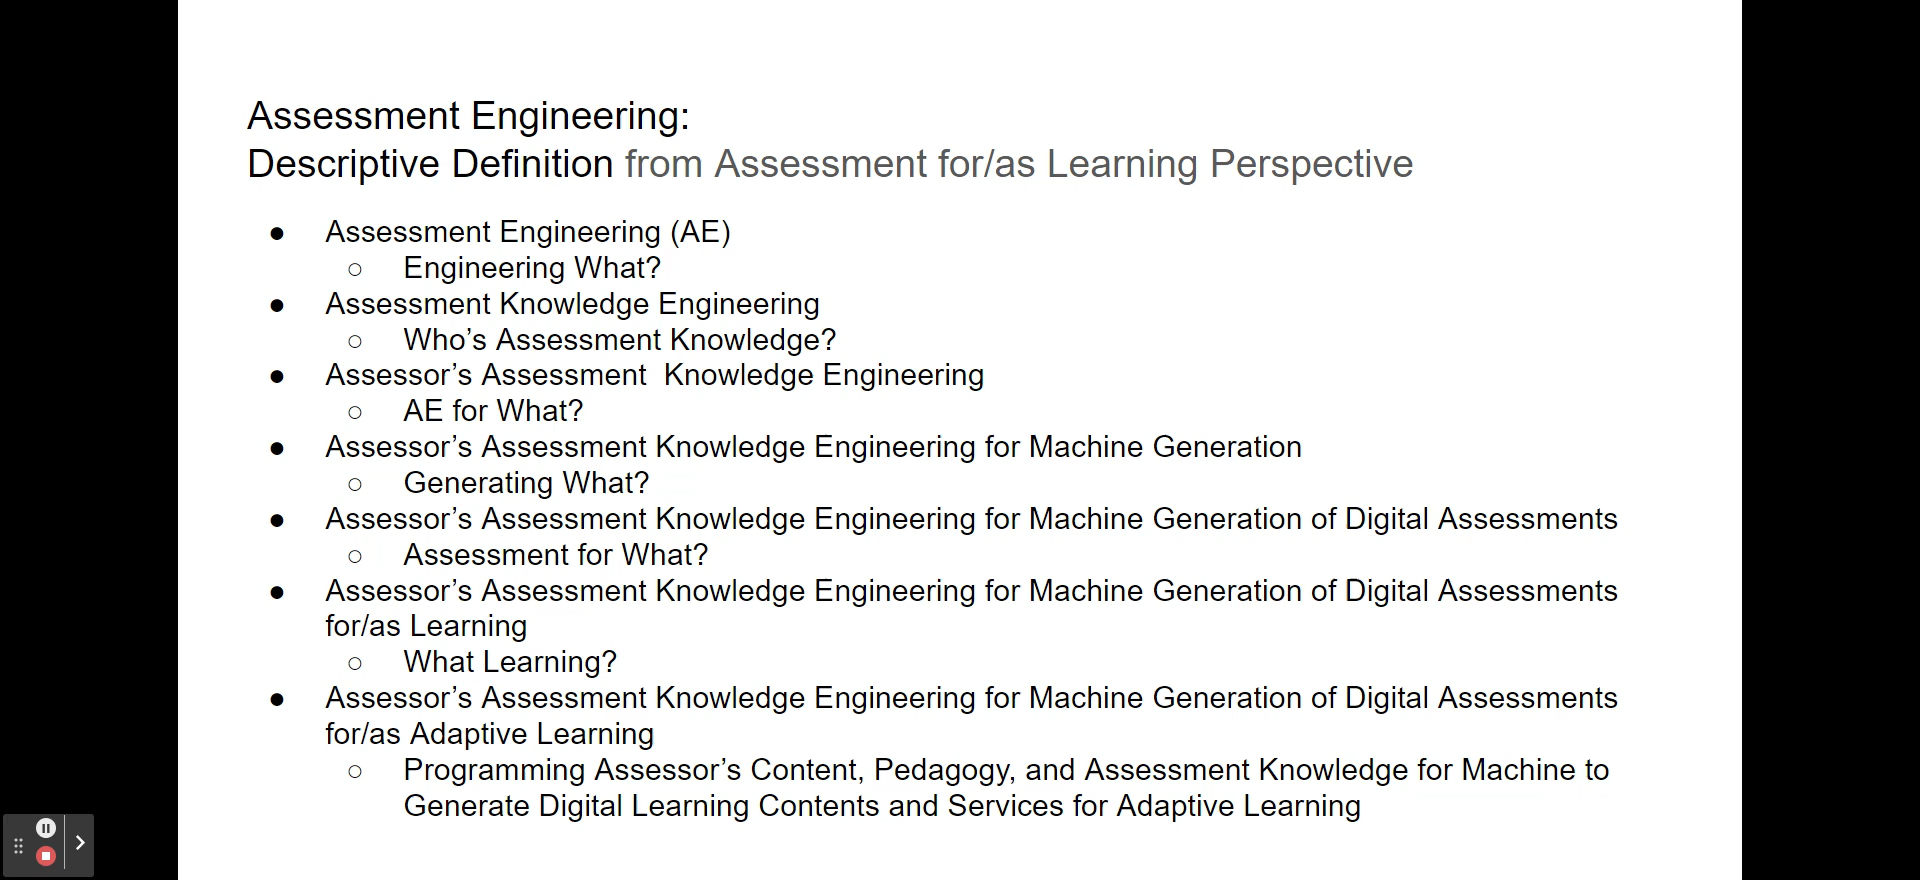 Assessment Engineering:
Descriptive Definition from Assessment for/as Learning Perspective
● Assessment Engineering (AE)
○ Engineering What?
● Assessment Knowledge Engineering
○ Who’s Assessment Knowledge?
● Assessor’s Assessment  Knowledge Engineering
○ AE for What?
● Assessor’s Assessment Knowledge Engineering for Machine Generation
○ Generating What?
● Assessor’s Assessment Knowledge Engineering for Machine Generation of Digital Assessments
○ Assessment for What?
● Assessor’s Assessment Knowledge Engineering for Machine Generation of Digital Assessments
for/as Learning
○ What Learning?
● Assessor’s Assessment Knowledge Engineering for Machine Generation of Digital Assessments
for/as Adaptive Learning
○ Programming Assessor’s Content, Pedagogy, and Assessment Knowledge for Machine to
Generate Digital Learning Contents and Services for Adaptive Learning